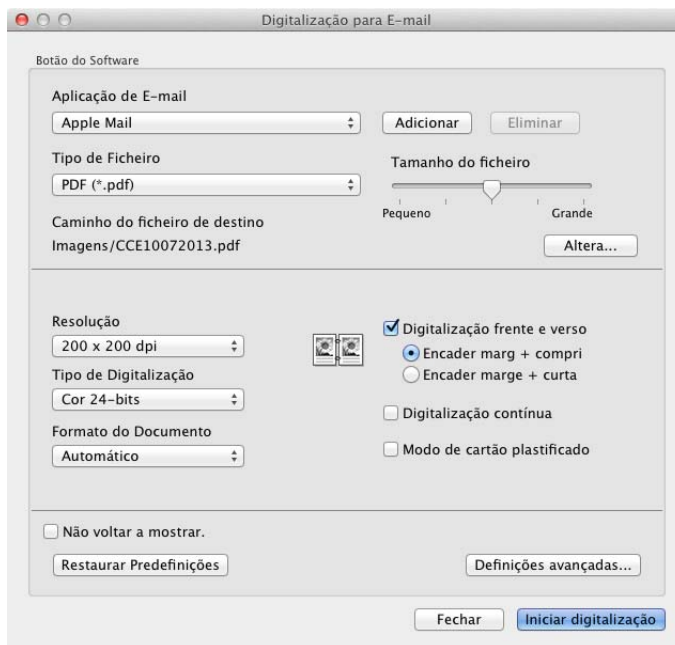 Digitalização para E-mail
Botão do Software
Aplicação de E-mail
Apple Mail
Adicionar
Eliminar
Tipo de Ficheiro
PDF (*.pdf)
Tamanho do ficheiro
Pequeno
Grande
Caminho do ficheiro de destino
Imagens/CCE10072013.pdf
Altera...
Resolução
200 x 200 dpi
Tipo de Digitalização
Cor 24-bits
Formato do Documento
Automático
Digitalização frente e verso
Encader marg + compri
Encader marge + curta
Digitalização contínua
Modo de cartão plastificado
Não voltar a mostrar.
Restaurar Predefinições
Definições avançadas...
Fechar
Iniciar digitalização